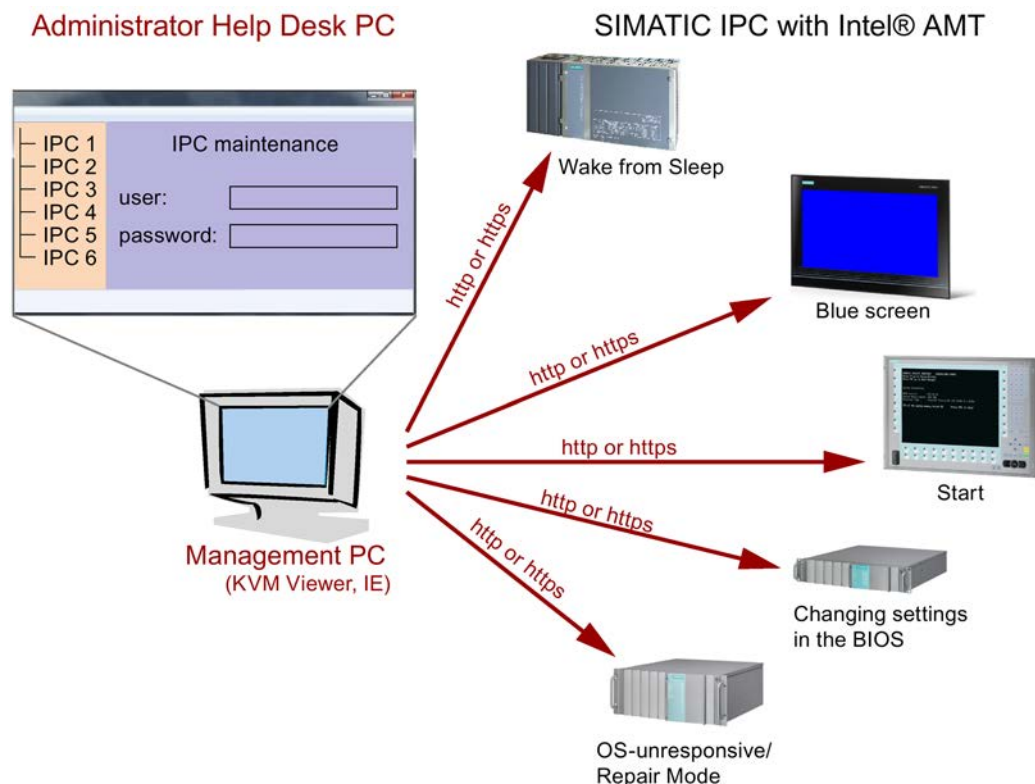 Administrator Help Desk PC
SIMATIC IPC with Intel® AMT
IPC 1
IPC 2
IPC 3
IPC 4
IPC 5
IPC 6
IPC maintenance
user:
password:
Management PC
(KVM Viewer, IE)
http or https
Wake from Sleep
http or https
Blue screen
http or https
Start
http or https
Changing settings
in the BIOS
http or https
OS-unresponsive/
Repair Mode